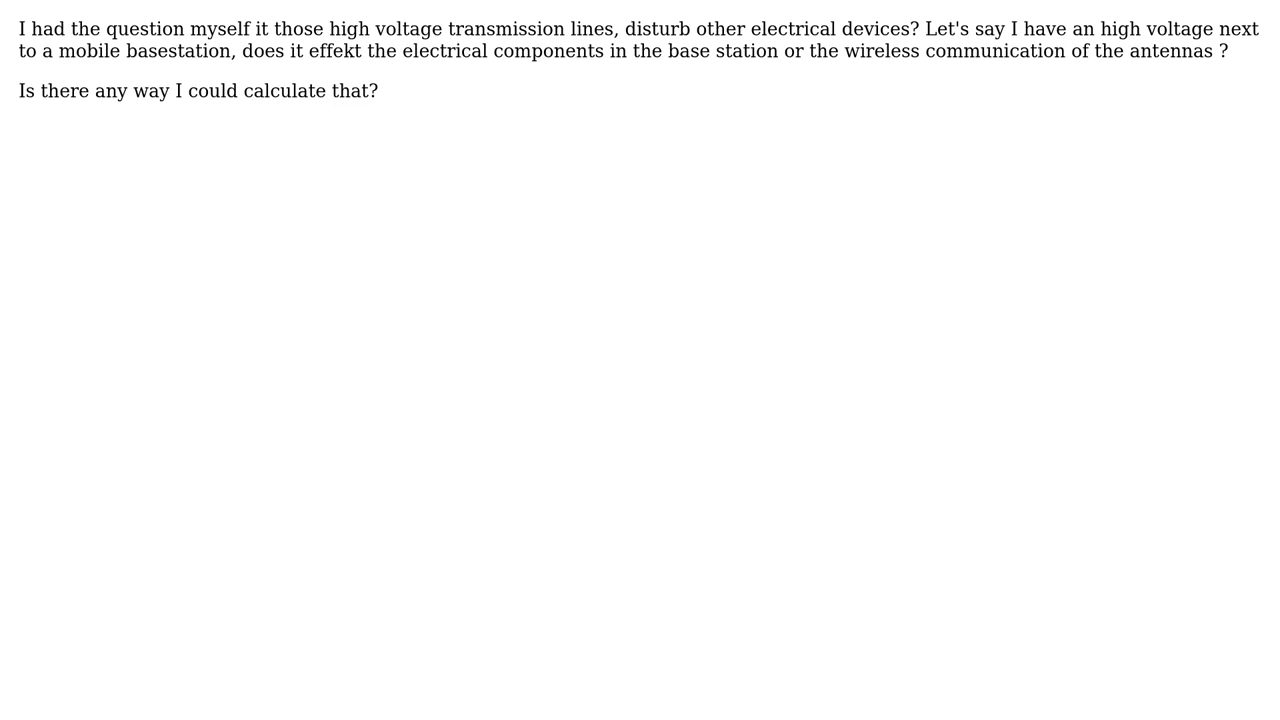 I had the question myself it those high voltage transmission lines, disturb other electrical devices? Let's say I have an high voltage next
to a mobile basestation, does it effekt the electrical components in the base station or the wireless communication of the antennas ?
Is there any way I could calculate that?